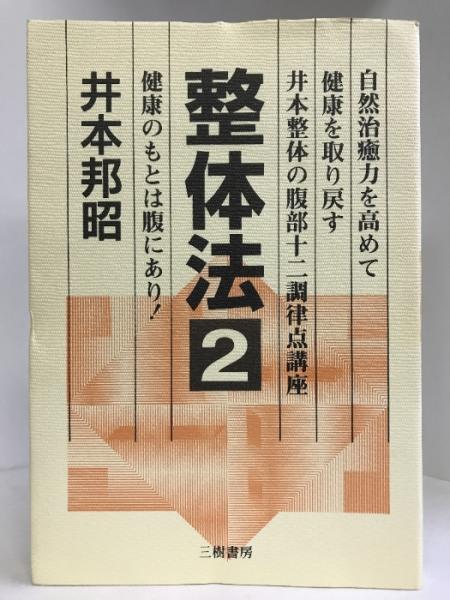 自然治癒力を高めて
健康を取り戻す
井本整体の腹部十二調律点講座
整体法2
健康のもとは腹にあり!
井本邦昭
三樹書房